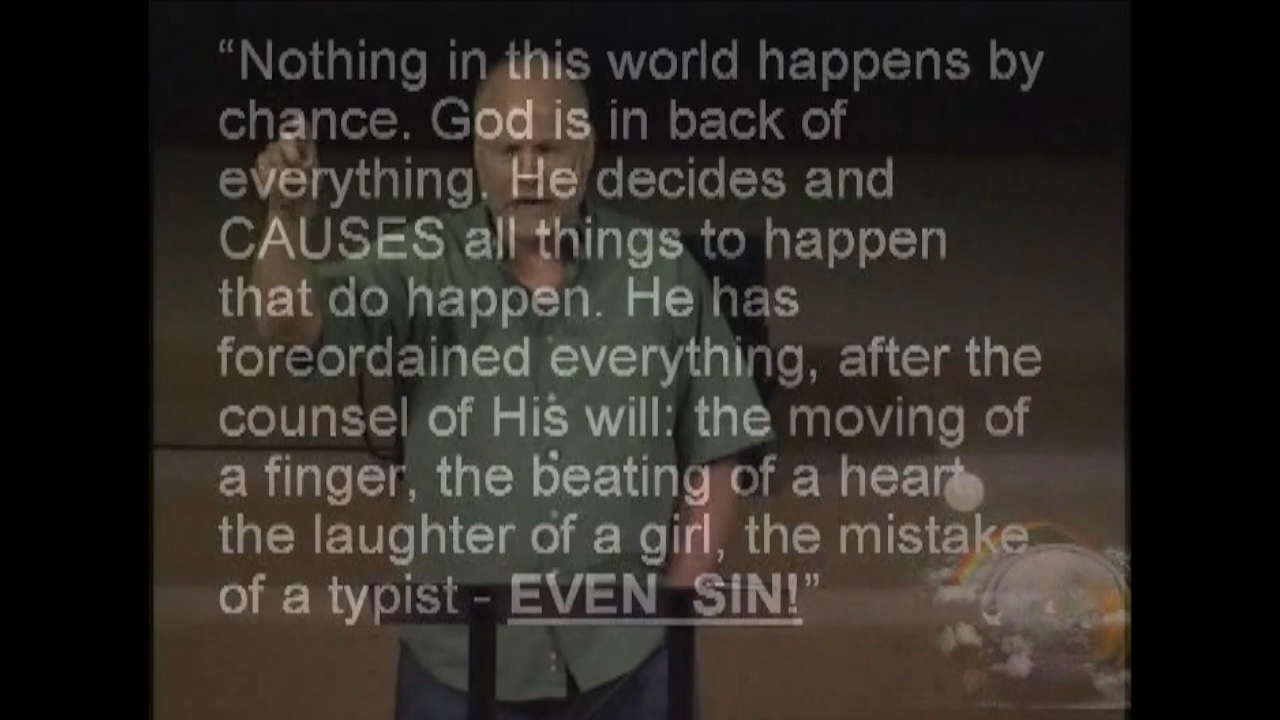 “Nothing in this world happens by
chance. God is in back of
everything. He decides and
CAUSES all things to happen
that do happen. He has
foreordained everything, after the
counsel of His will: the moving of
a finger, the beating of a heart,
the laughter of a girl, the mistake
of a typist - EVEN SIN!”